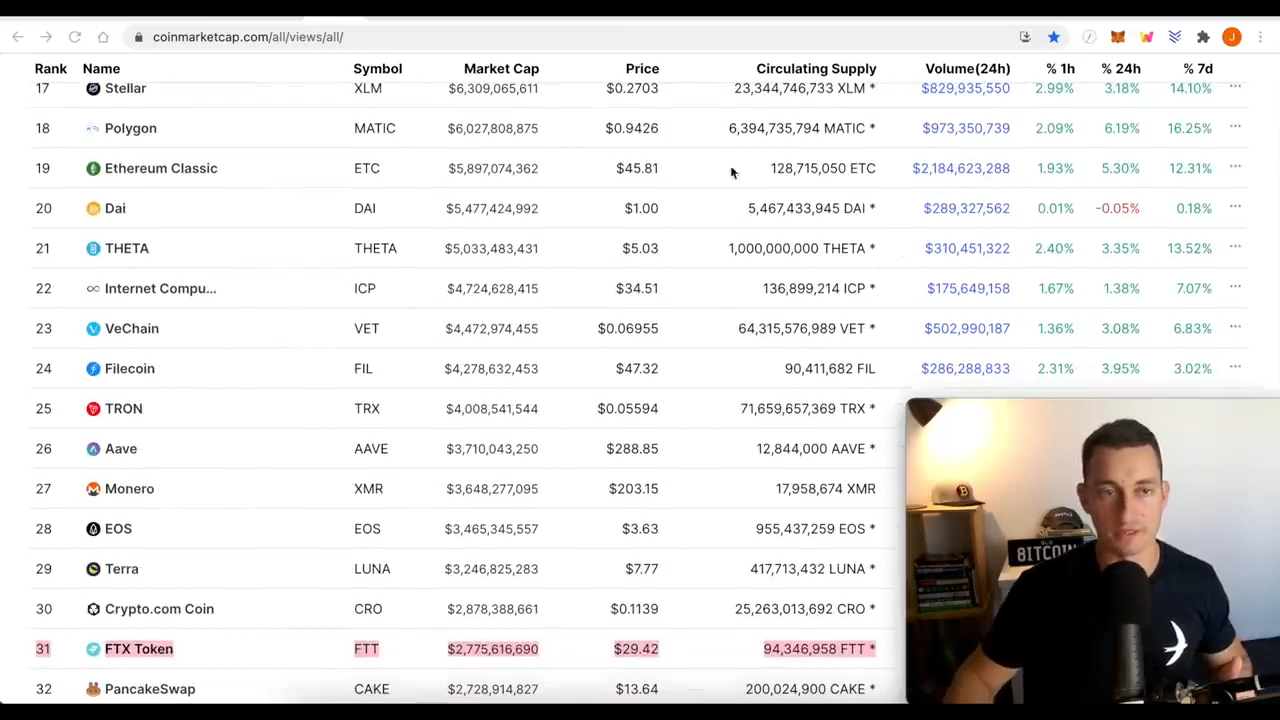 coinmarketcap.com/all/views/all/
J
Rank Name Symbol Market Cap Price Circulating Supply Volume(24h) % 1h % 24h % 7d
17 Stellar XLM $6,309,065,611 $0.2703 23,344,746,733 XLM * $829,935,550 2.99% 3.18% 14.10%
18 Polygon MATIC $6,027,808,875 $0.9426 6,394,735,794 MATIC * $973,350,739 2.09% 6.19% 16.25%
19 Ethereum Classic ETC $5,897,074,362 $45.81 128,715,050 ETC $2,184,623,288 1.93% 5.30% 12.31%
20 Dai DAI $5,477,424,992 $1.00 5,467,433,945 DAI * $289,327,562 0.01% -0.05% 0.18%
21 THETA THETA $5,033,483,431 $5.03 1,000,000,000 THETA * $310,451,322 2.40% 3.35% 13.52%
22 Internet Compu... ICP $4,724,628,415 $34.51 136,899,214 ICP * $175,649,158 1.67% 1.38% 7.07%
23 VeChain VET $4,472,974,455 $0.06955 64,315,576,989 VET * $502,990,187 1.36% 3.08% 6.83%
24 Filecoin FIL $4,278,632,453 $47.32 90,411,682 FIL $286,288,833 2.31% 3.95% 3.02%
25 TRON TRX $4,008,541,544 $0.05594 71,659,657,369 TRX *
26 Aave AAVE $3,710,043,250 $288.85 12,844,000 AAVE *
27 Monero XMR $3,648,277,095 $203.15 17,958,674 XMR
28 EOS EOS $3,465,345,557 $3.63 955,437,259 EOS *
29 Terra LUNA $3,246,825,283 $7.77 417,713,432 LUNA *
30 Crypto.com Coin CRO $2,878,388,661 $0.1139 25,263,013,692 CRO *
31 FTX Token FTT $2,775,616,690 $29.42 94,346,958 FTT *
32 PancakeSwap CAKE $2,728,914,827 $13.64 200,024,900 CAKE *
8BITCOIN